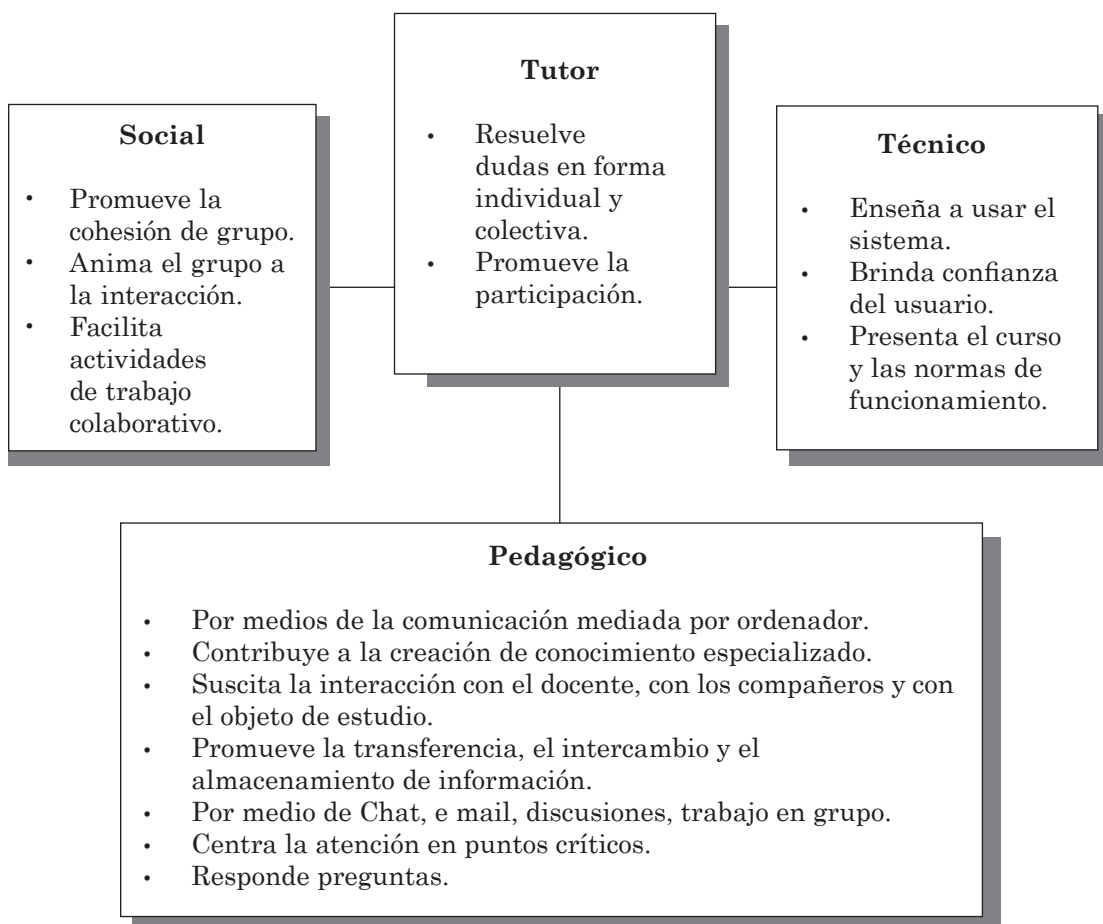 Tutor
• Resuelve
dudas en forma
individual y
colectiva.
• Promueve la
participación.
Social
• Promueve la
cohesión de grupo.
• Anima el grupo a
la interacción.
• Facilita
actividades
de trabajo
colaborativo.
Técnico
• Enseña a usar el
sistema.
• Brinda confianza
del usuario.
• Presenta el curso
y las normas de
funcionamiento.
Pedagógico
• Por medios de la comunicación mediada por ordenador.
• Contribuye a la creación de conocimiento especializado.
• Suscita la interacción con el docente, con los compañeros y con
el objeto de estudio.
• Promueve la transferencia, el intercambio y el
almacenamiento de información.
• Por medio de Chat, e mail, discusiones, trabajo en grupo.
• Centra la atención en puntos críticos.
• Responde preguntas.